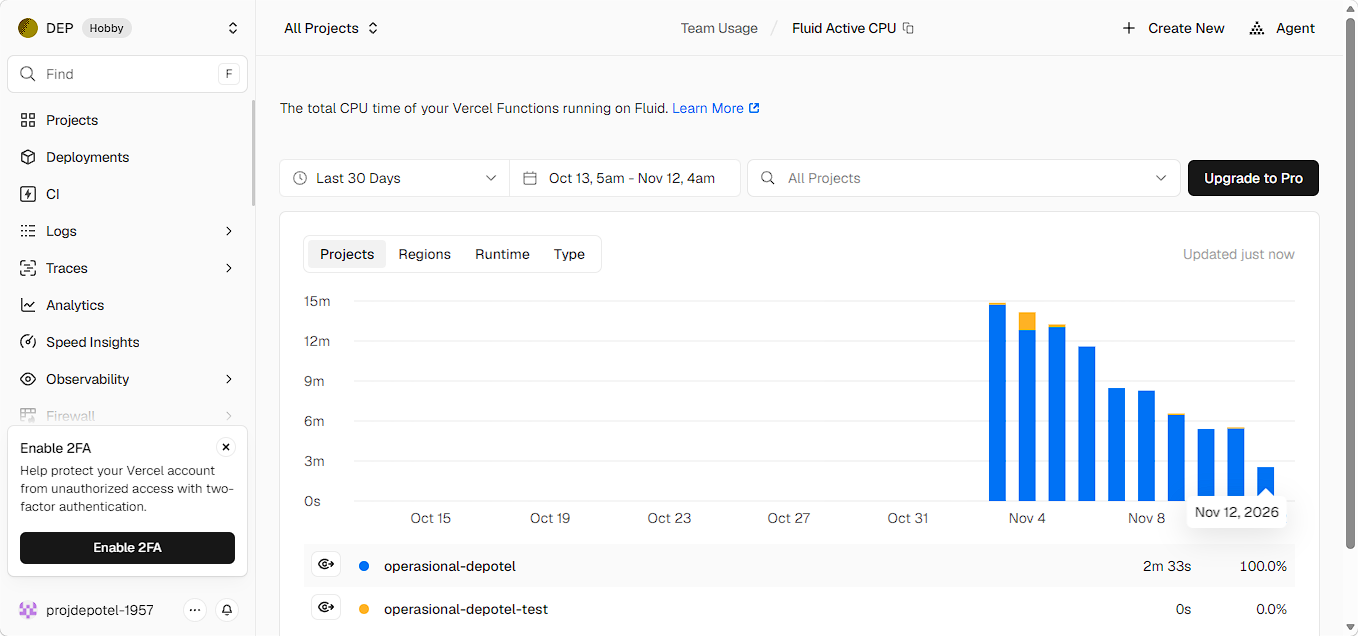 DEP Hobby
All Projects
Team Usage / Fluid Active CPU
Create New
Agent
Find F
Projects
Deployments
CI
Logs
Traces
Analytics
Speed Insights
Observability
Firewall
Enable 2FA
Help protect your Vercel account
from unauthorized access with two-
factor authentication.
Enable 2FA
projdepotel-1957
The total CPU time of your Vercel Functions running on Fluid. Learn More
Last 30 Days
Oct 13, 5am - Nov 12, 4am
All Projects
Upgrade to Pro
Projects Regions Runtime Type
Updated just now
15m
12m
9m
6m
3m
0s
Oct 15 Oct 19 Oct 23 Oct 27 Oct 31 Nov 4 Nov 8
Nov 12, 2026
operasional-depotel 2m 33s 100.0%
operasional-depotel-test 0s 0.0%